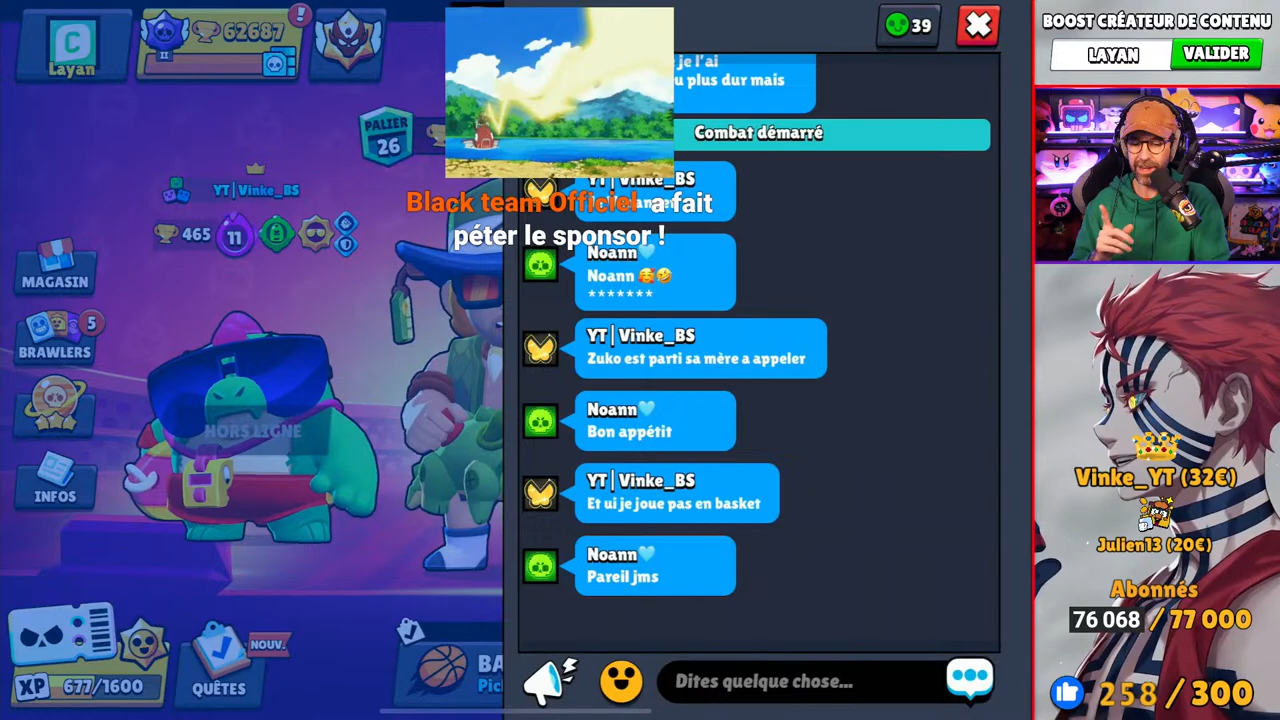 C
Layan
62687
!
II
39
BOOST CRÉATEUR DE CONTENU
LAYAN
VALIDER
je l'ai
u plus dur mais
PALIER
26
Combat démarré
YT|Vinke_BS
465
11
YT|Vinke_BS
Black team Officiel a fait
péter le sponsor !
Noann🩵
Noann 🥰🤣
*******
MAGASIN
5
BRAWLERS
YT|Vinke_BS
Zuko est parti sa mère a appeler
HORS LIGNE
Noann🩵
Bon appétit
INFOS
YT|Vinke_BS
Et ui je joue pas en basket
Noann🩵
Pareil jms
Vinke_YT (32€)
Julien13 (20€)
Abonnés
76 068 / 77 000
258 / 300
NOUV.
QUÊTES
XP
677/1600
Dites quelque chose...